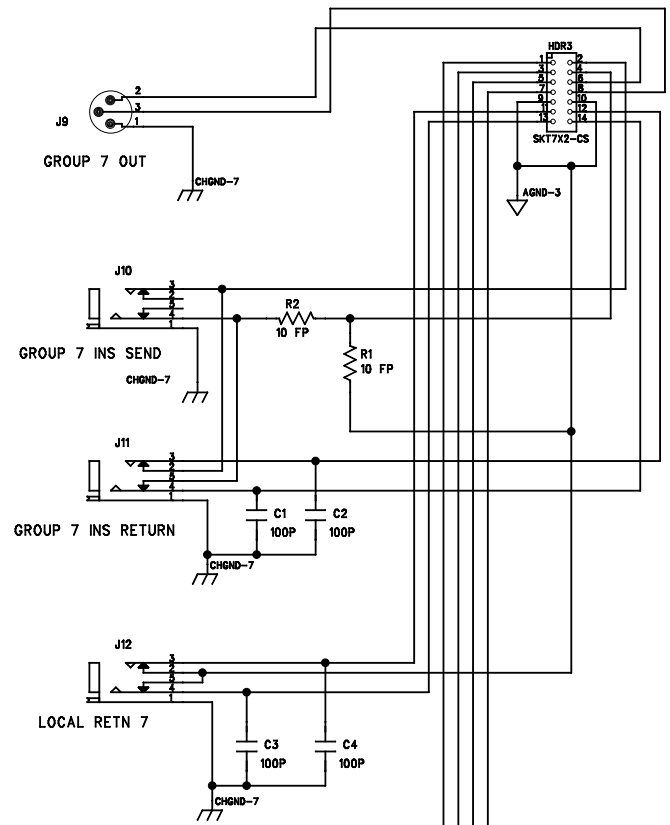 HDR3
1 2
3 4
5 6
7 8
9 10
11 12
13 14
SKT7X2-CS
AGND-3
2
3
1
J9
GROUP 7 OUT
CHGND-7
J10
3
2
5
4
1
R2
10 FP
R1
10 FP
GROUP 7 INS SEND
CHGND-7
J11
3
2
5
4
1
C1
100P
C2
100P
GROUP 7 INS RETURN
CHGND-7
J12
3
2
5
4
1
LOCAL RETN 7
C3
100P
C4
100P
CHGND-7